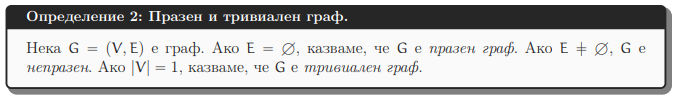 Определение 2: Празен и тривиален граф.
Нека G = (V, E) е граф. Ако E = ∅, казваме, че G е празен граф. Ако E ≠ ∅, G е
непразен. Ако |V| = 1, казваме, че G е тривиален граф.